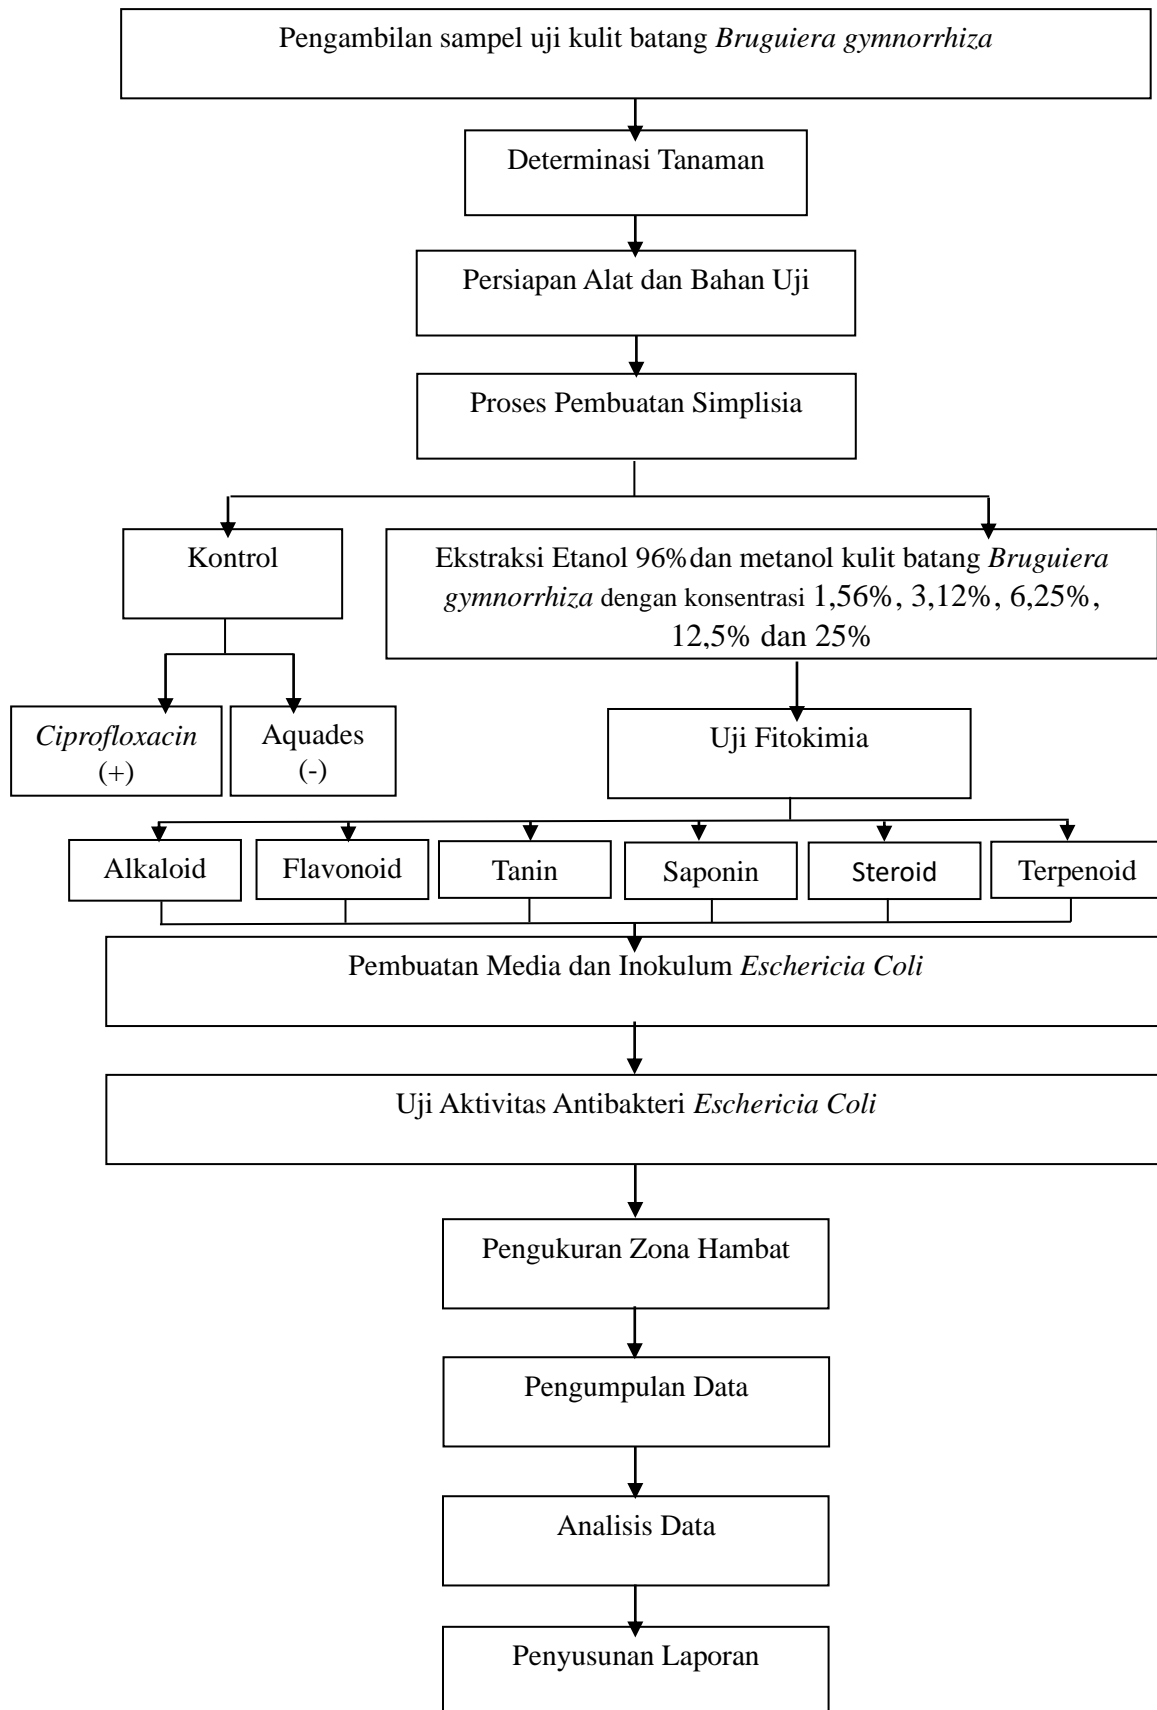 Pengambilan sampel uji kulit batang Bruguiera gymnorrhiza
Determinasi Tanaman
Persiapan Alat dan Bahan Uji
Proses Pembuatan Simplisia
Kontrol
Ekstraksi Etanol 96% dan metanol kulit batang Bruguiera
gymnorrhiza dengan konsentrasi 1,56%, 3,12%, 6,25%,
12,5% dan 25%
Ciprofloxacin
(+)
Aquades
(-)
Uji Fitokimia
Alkaloid
Flavonoid
Tanin
Saponin
Steroid
Terpenoid
Pembuatan Media dan Inokulum Eschericia Coli
Uji Aktivitas Antibakteri Eschericia Coli
Pengukuran Zona Hambat
Pengumpulan Data
Analisis Data
Penyusunan Laporan